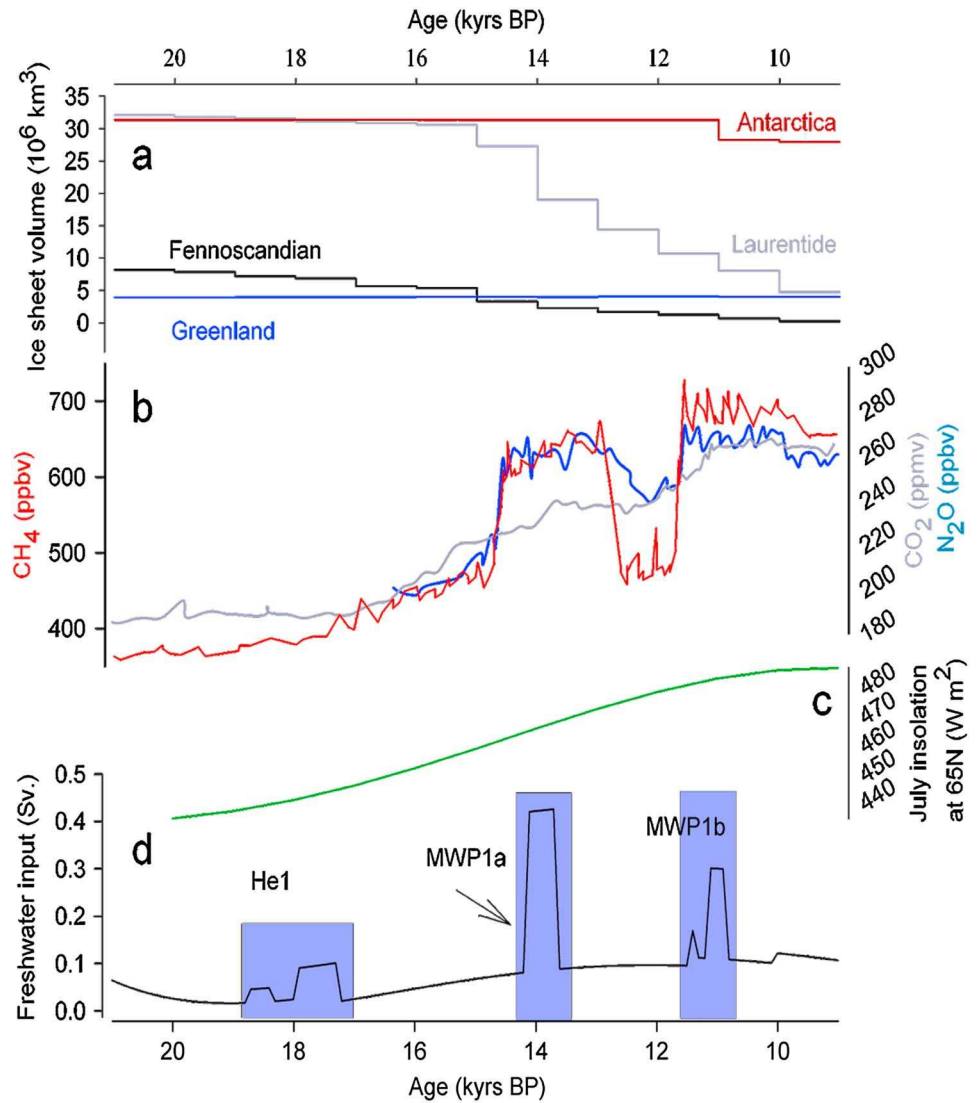 Age (kyrs BP)
20 18 16 14 12 10
Ice sheet volume (10⁶ km³)
35
30
25
20
15
10
5
0
a
Antarctica
Laurentide
Fennoscandian
Greenland
b
CH₄ (ppbv)
700
600
500
400
300
280
260
240
220
200
180
CO₂ (ppmv)
N₂O (ppbv)
c
480
470
460
450
440
July insolation
at 65N (W m²)
d
Freshwater input (Sv.)
0.5
0.4
0.3
0.2
0.1
0.0
He1
MWP1a
MWP1b
20 18 16 14 12 10
Age (kyrs BP)